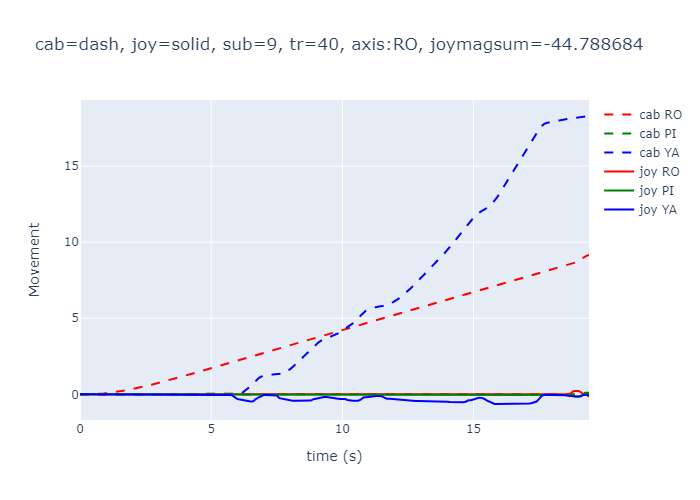 cab=dash, joy=solid, sub=9, tr=40, axis:RO, joymagsum=-44.788684
cab RO
cab PI
cab YA
joy RO
joy PI
joy YA
15
10
5
0
Movement
0 5 10 15
time (s)